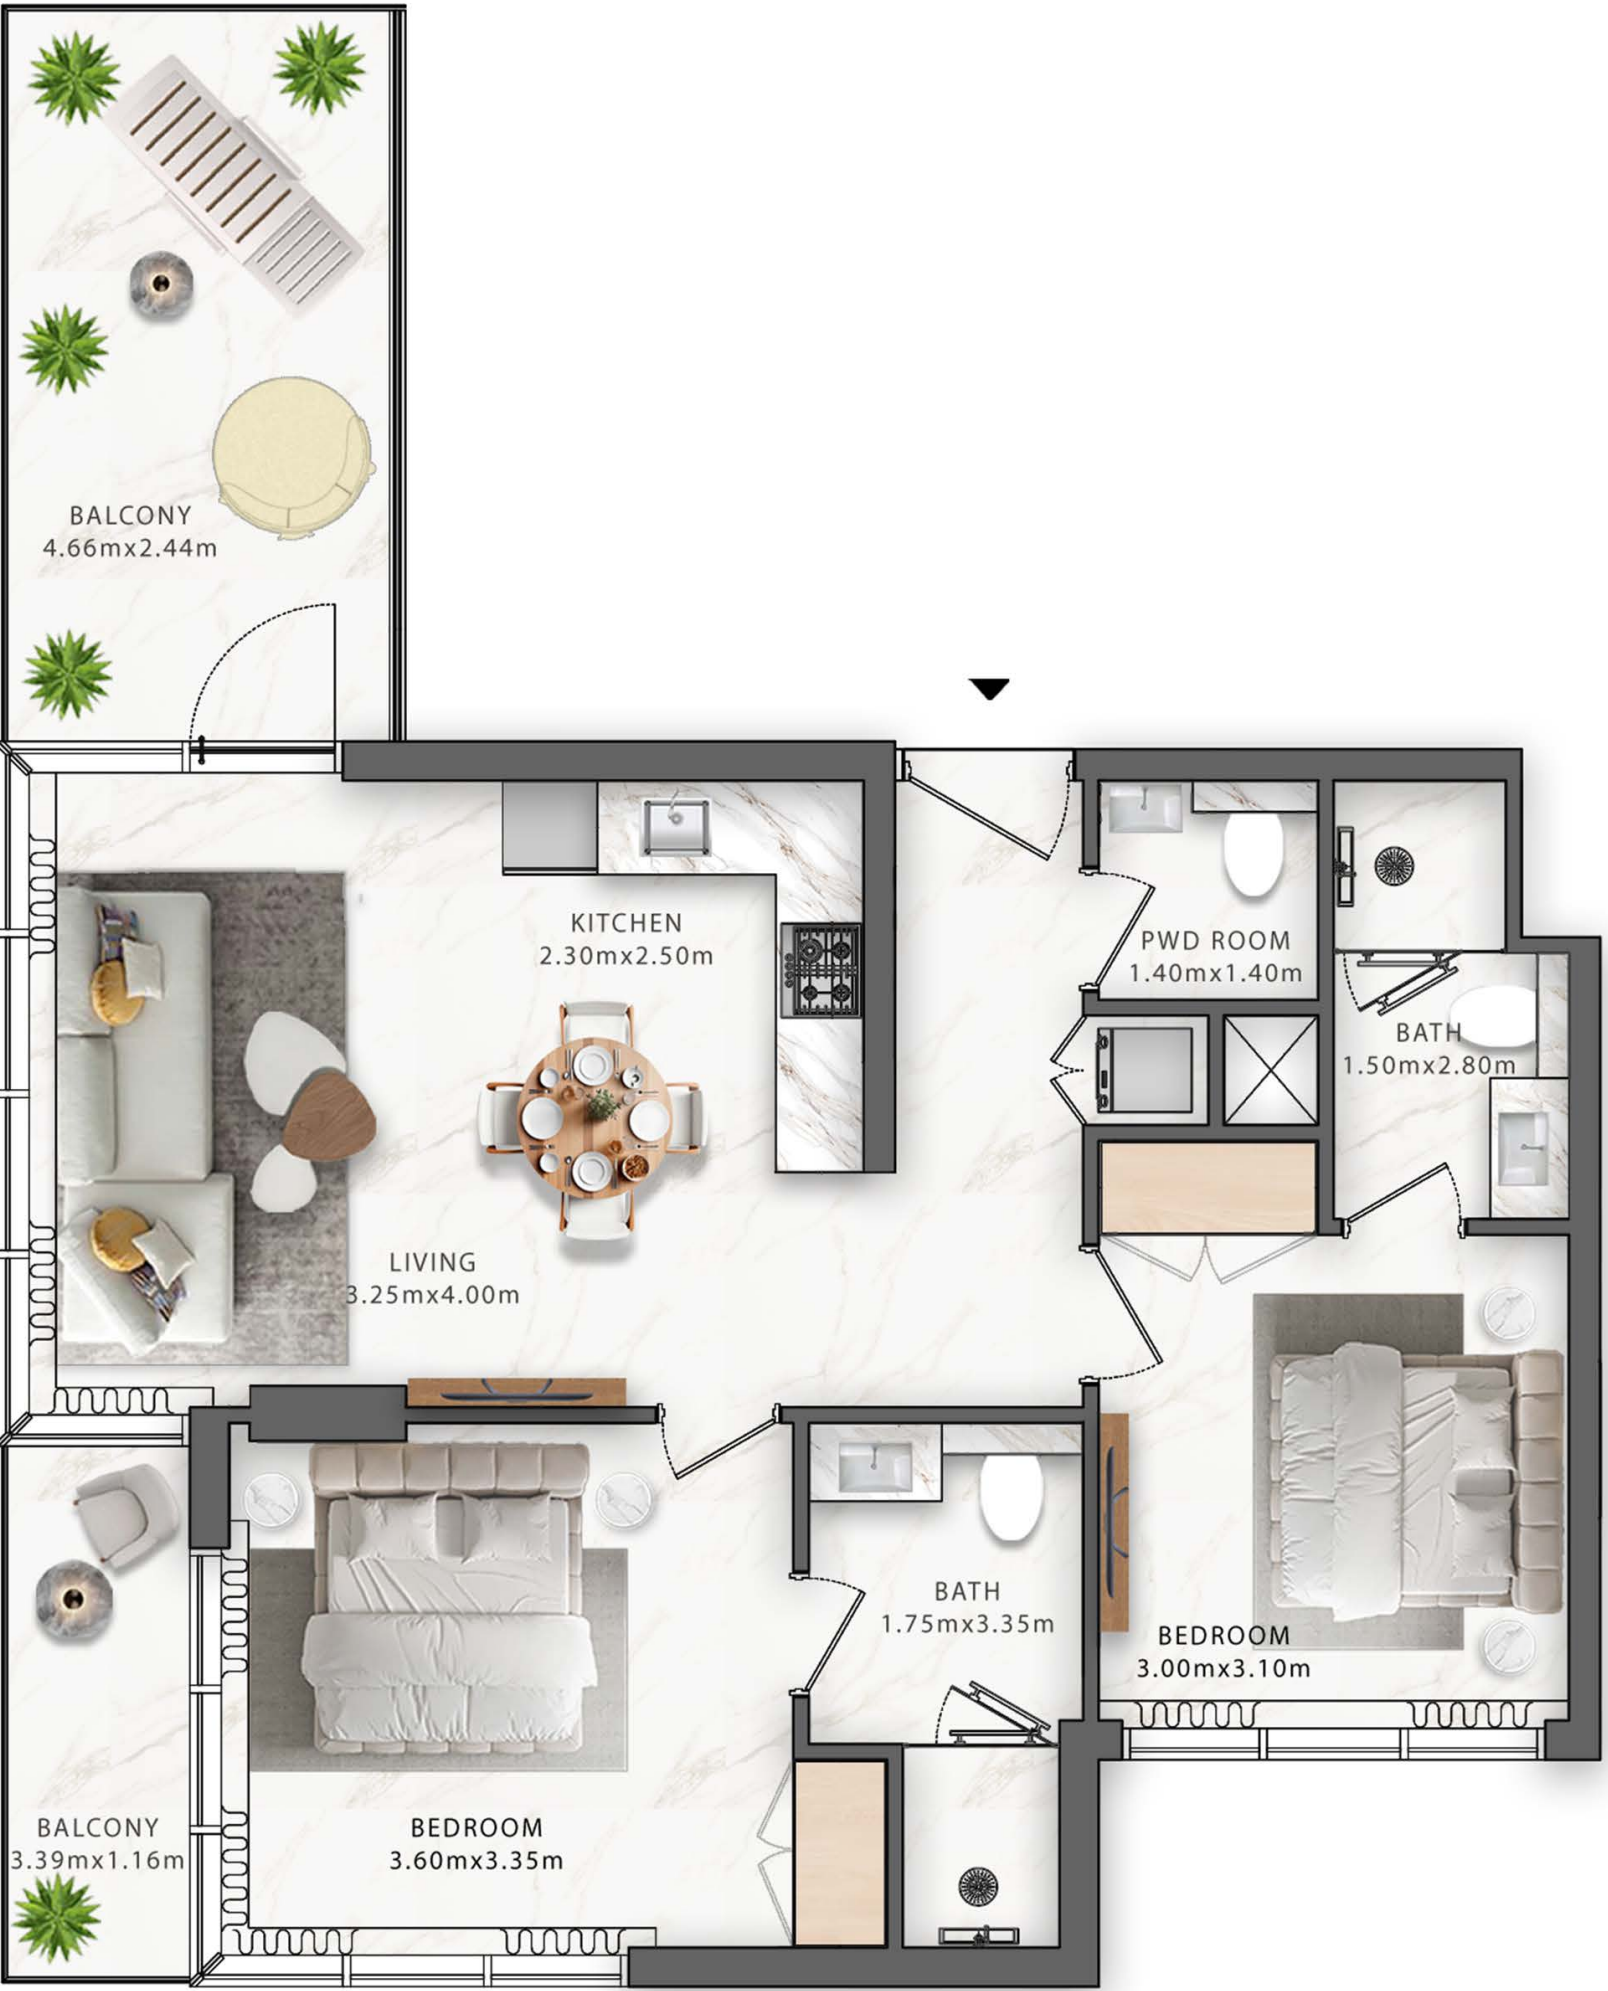 BALCONY
4.66mx2.44m
KITCHEN
2.30mx2.50m
PWD ROOM
1.40mx1.40m
BATH
1.50mx2.80m
LIVING
3.25mx4.00m
BATH
1.75mx3.35m
BEDROOM
3.00mx3.10m
BALCONY
3.39mx1.16m
BEDROOM
3.60mx3.35m